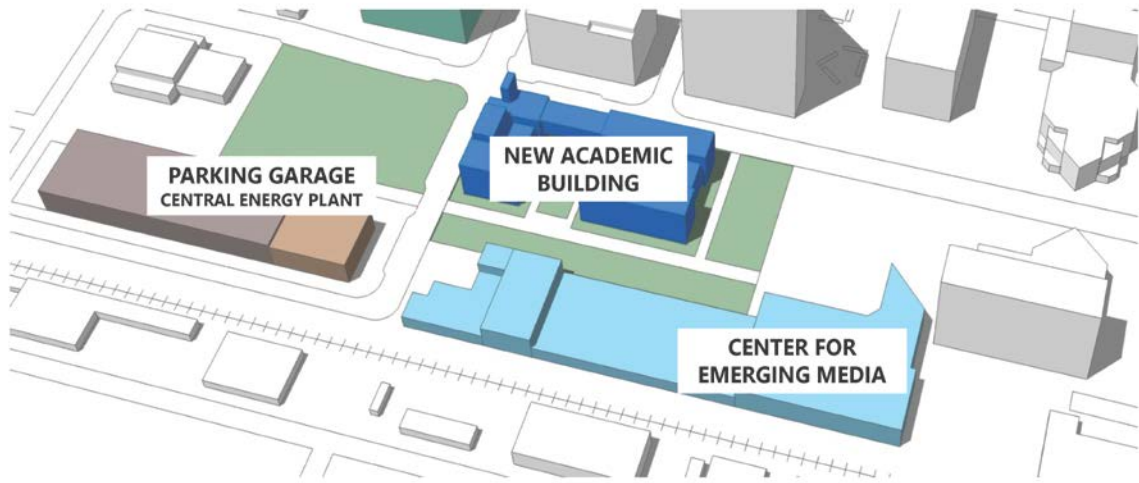 PARKING GARAGE
CENTRAL ENERGY PLANT
NEW ACADEMIC
BUILDING
CENTER FOR
EMERGING MEDIA